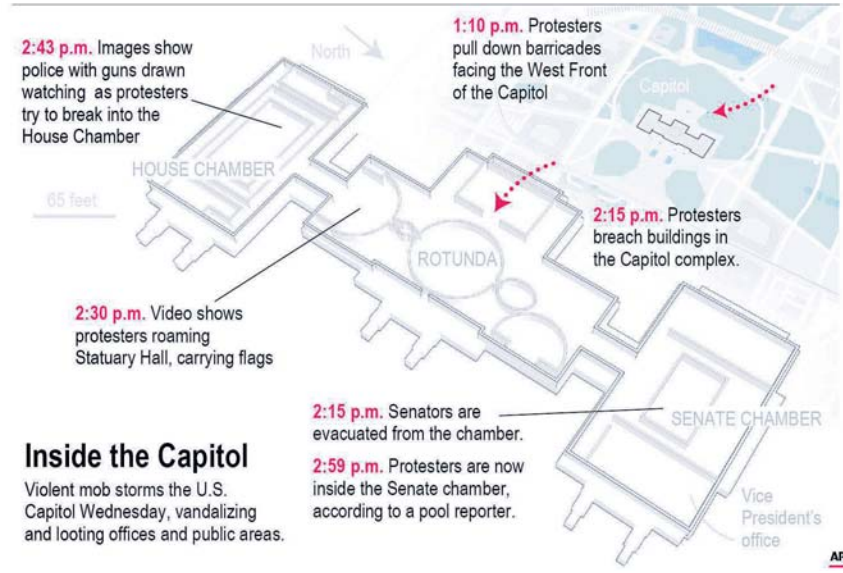 2:43 p.m. Images show
police with guns drawn
watching as protesters
try to break into the
House Chamber
North
1:10 p.m. Protesters
pull down barricades
facing the West Front
of the Capitol
Capitol
HOUSE CHAMBER
65 feet
2:15 p.m. Protesters
breach buildings in
the Capitol complex.
ROTUNDA
2:30 p.m. Video shows
protesters roaming
Statuary Hall, carrying flags
2:15 p.m. Senators are
evacuated from the chamber.
SENATE CHAMBER
2:59 p.m. Protesters are now
inside the Senate chamber,
according to a pool reporter.
Vice
President's
office
Inside the Capitol
Violent mob storms the U.S.
Capitol Wednesday, vandalizing
and looting offices and public areas.
AP